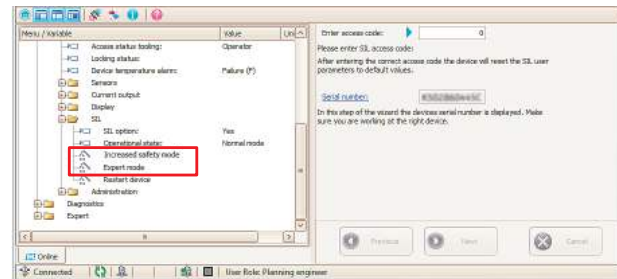 Menu / Variable Value Uni
Access status tooling: Operator
Locking status:
Device temperature alarm: Failure (F)
Sensors
Current output
Display
SIL
SIL option: Yes
Operational state: Normal mode
Increased safety mode
Expert mode
Restart device
Administration
Diagnostics
Expert
Online
Connected
User Role: Planning engineer
Enter access code: 0
Please enter SIL access code:
After entering the correct access code the device will reset the SIL user
parameters to default values.
Serial number:
In this step of the wizard the devices serial number is displayed. Make
sure you are working at the right device.
Previous Next Cancel